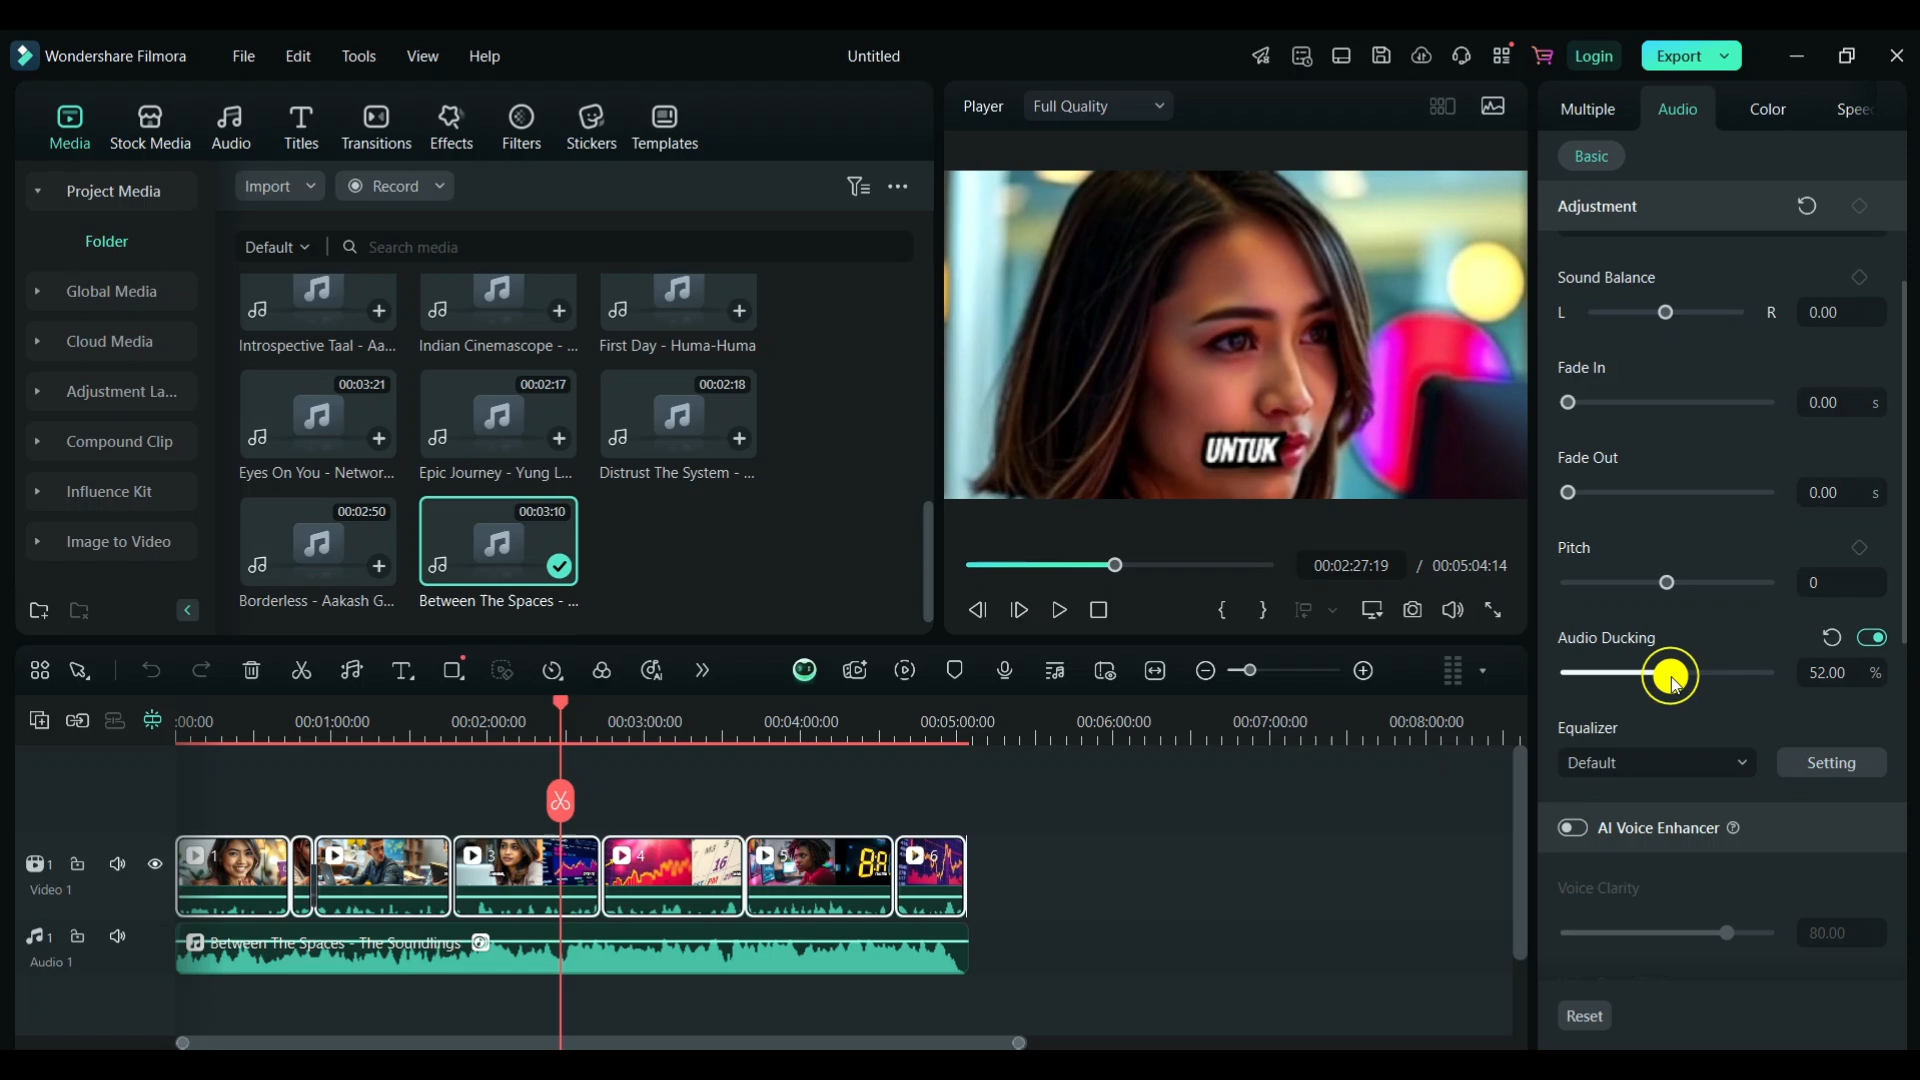 Wondershare Filmora File Edit Tools View Help Untitled Login Export
Media Stock Media Audio Titles Transitions Effects Filters Stickers Templates
Player Full Quality
Multiple Audio Color Spee
Project Media
Folder
Global Media
Cloud Media
Adjustment La...
Compound Clip
Influence Kit
Image to Video
Import Record
Default Search media
Introspective Taal - Aa... Indian Cinemascope - ... First Day - Huma-Huma
00:03:21 00:02:17 00:02:18
Eyes On You - Networ... Epic Journey - Yung L... Distrust The System - ...
00:02:50 00:03:10
Borderless - Aakash G... Between The Spaces - ...
UNTUK
00:02:27:19 / 00:05:04:14
Basic
Adjustment
Sound Balance
L R 0.00
Fade In
0.00 s
Fade Out
0.00 s
Pitch
0
Audio Ducking
52.00 %
Equalizer
Default Setting
AI Voice Enhancer
Voice Clarity
80.00
Reset
:00:00 00:01:00:00 00:02:00:00 00:03:00:00 00:04:00:00 00:05:00:00 00:06:00:00 00:07:00:00 00:08:00:00
1
Video 1
1 2 3 4 5 6
1
Audio 1
Between The Spaces - The Soundlings